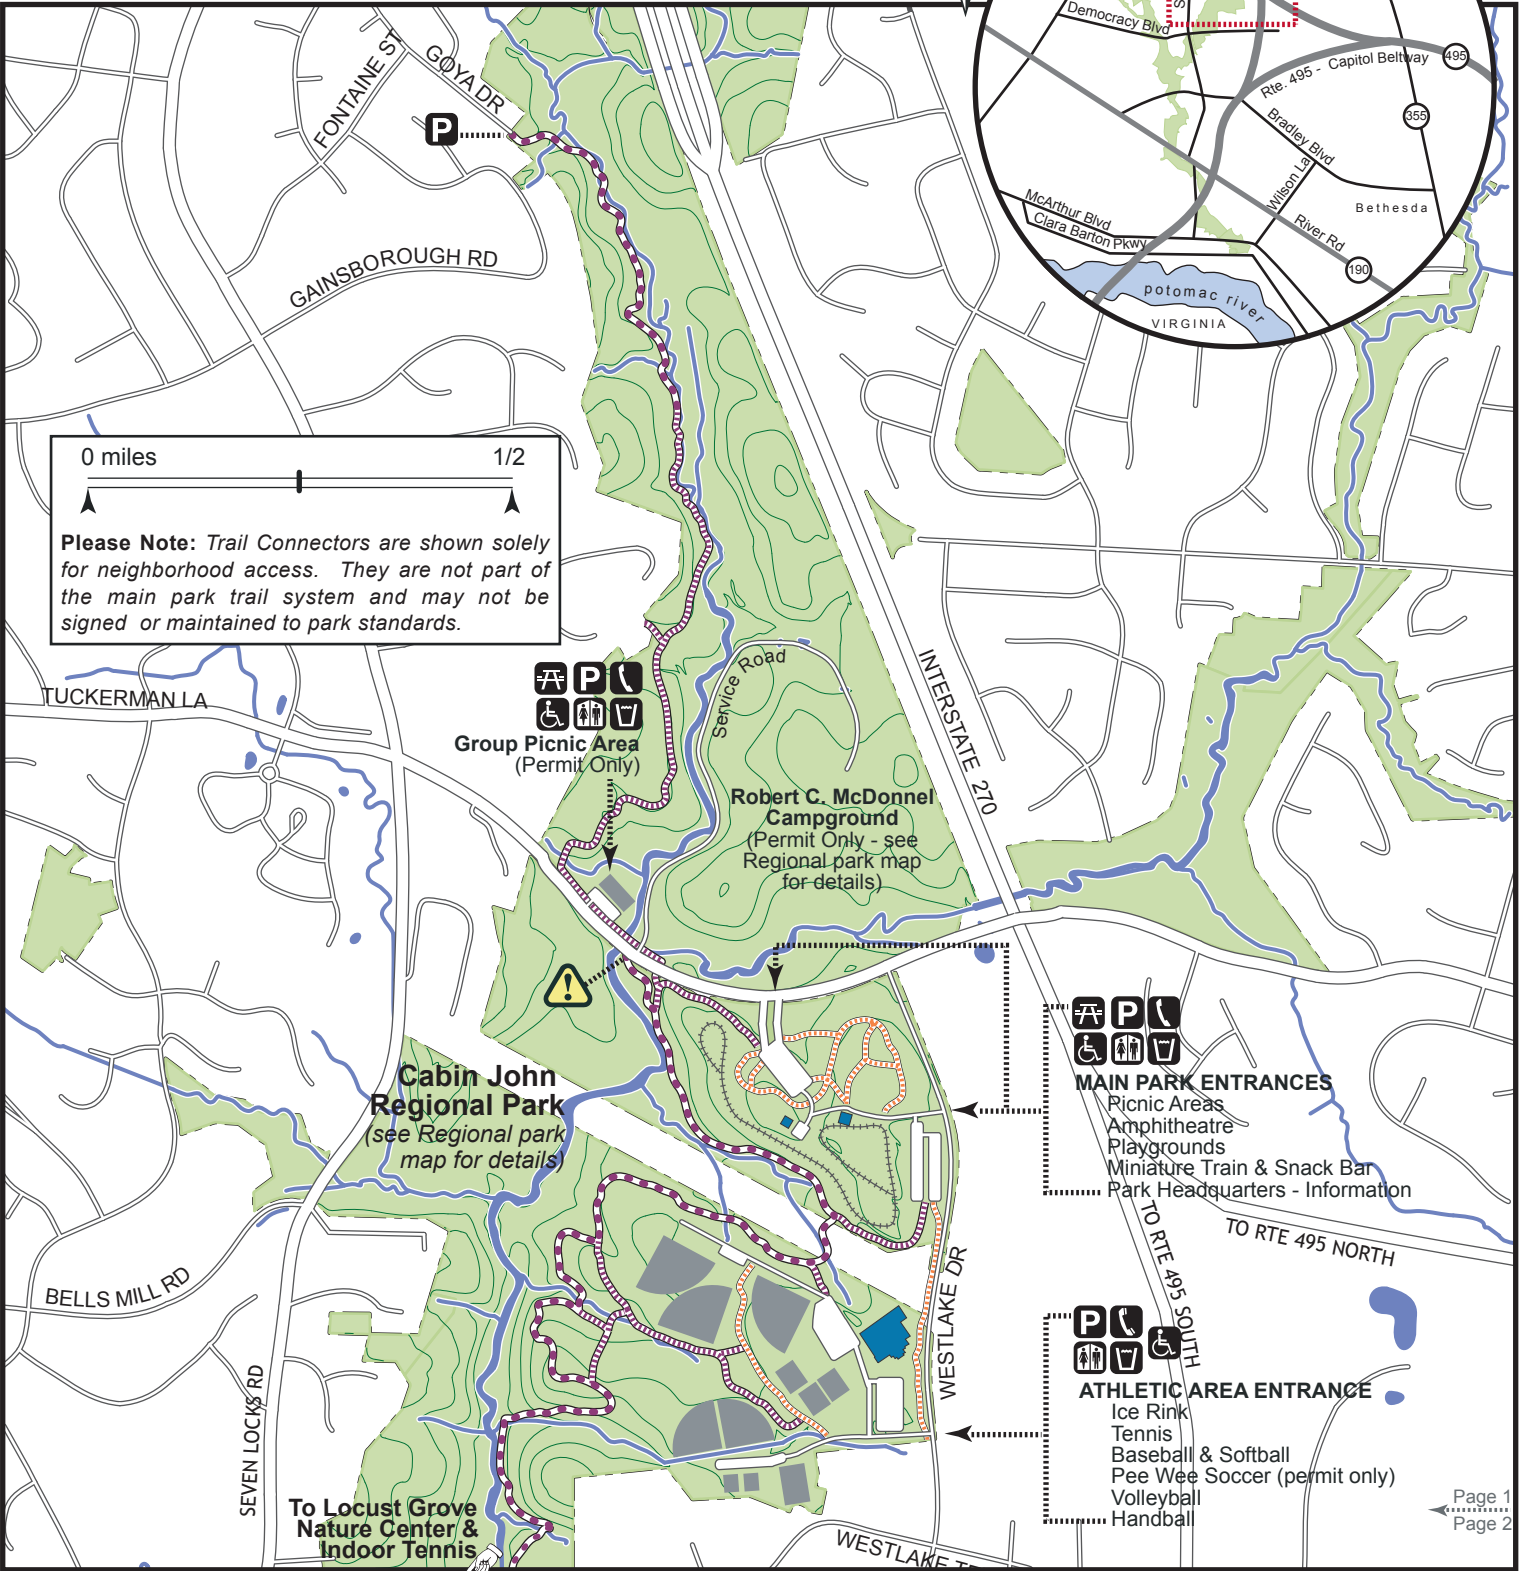 Democracy Blvd
S
Rte. 495 - Capitol Beltway
495
355
Bradley Blvd
Wilson La
Bethesda
McArthur Blvd
Clara Barton Pkwy
River Rd
190
potomac river
VIRGINIA
FONTAINE ST
GOYA DR
P
GAINSBOROUGH RD
0 miles 1/2
Please Note: Trail Connectors are shown solely
for neighborhood access. They are not part of
the main park trail system and may not be
signed or maintained to park standards.
TUCKERMAN LA
P
Group Picnic Area
(Permit Only)
Service Road
INTERSTATE 270
Robert C. McDonnel
Campground
(Permit Only - see
Regional park map
for details)
!
Cabin John
Regional Park
(see Regional park
map for details)
P
MAIN PARK ENTRANCES
Picnic Areas
Amphitheatre
Playgrounds
Miniature Train & Snack Bar
Park Headquarters - Information
TO RTE 495 NORTH
TO RTE 495 SOUTH
BELLS MILL RD
SEVEN LOCKS RD
WESTLAKE DR
P
ATHLETIC AREA ENTRANCE
Ice Rink
Tennis
Baseball & Softball
Pee Wee Soccer (permit only)
Volleyball
Handball
To Locust Grove
Nature Center &
Indoor Tennis
WESTLAKE
Page 1
Page 2